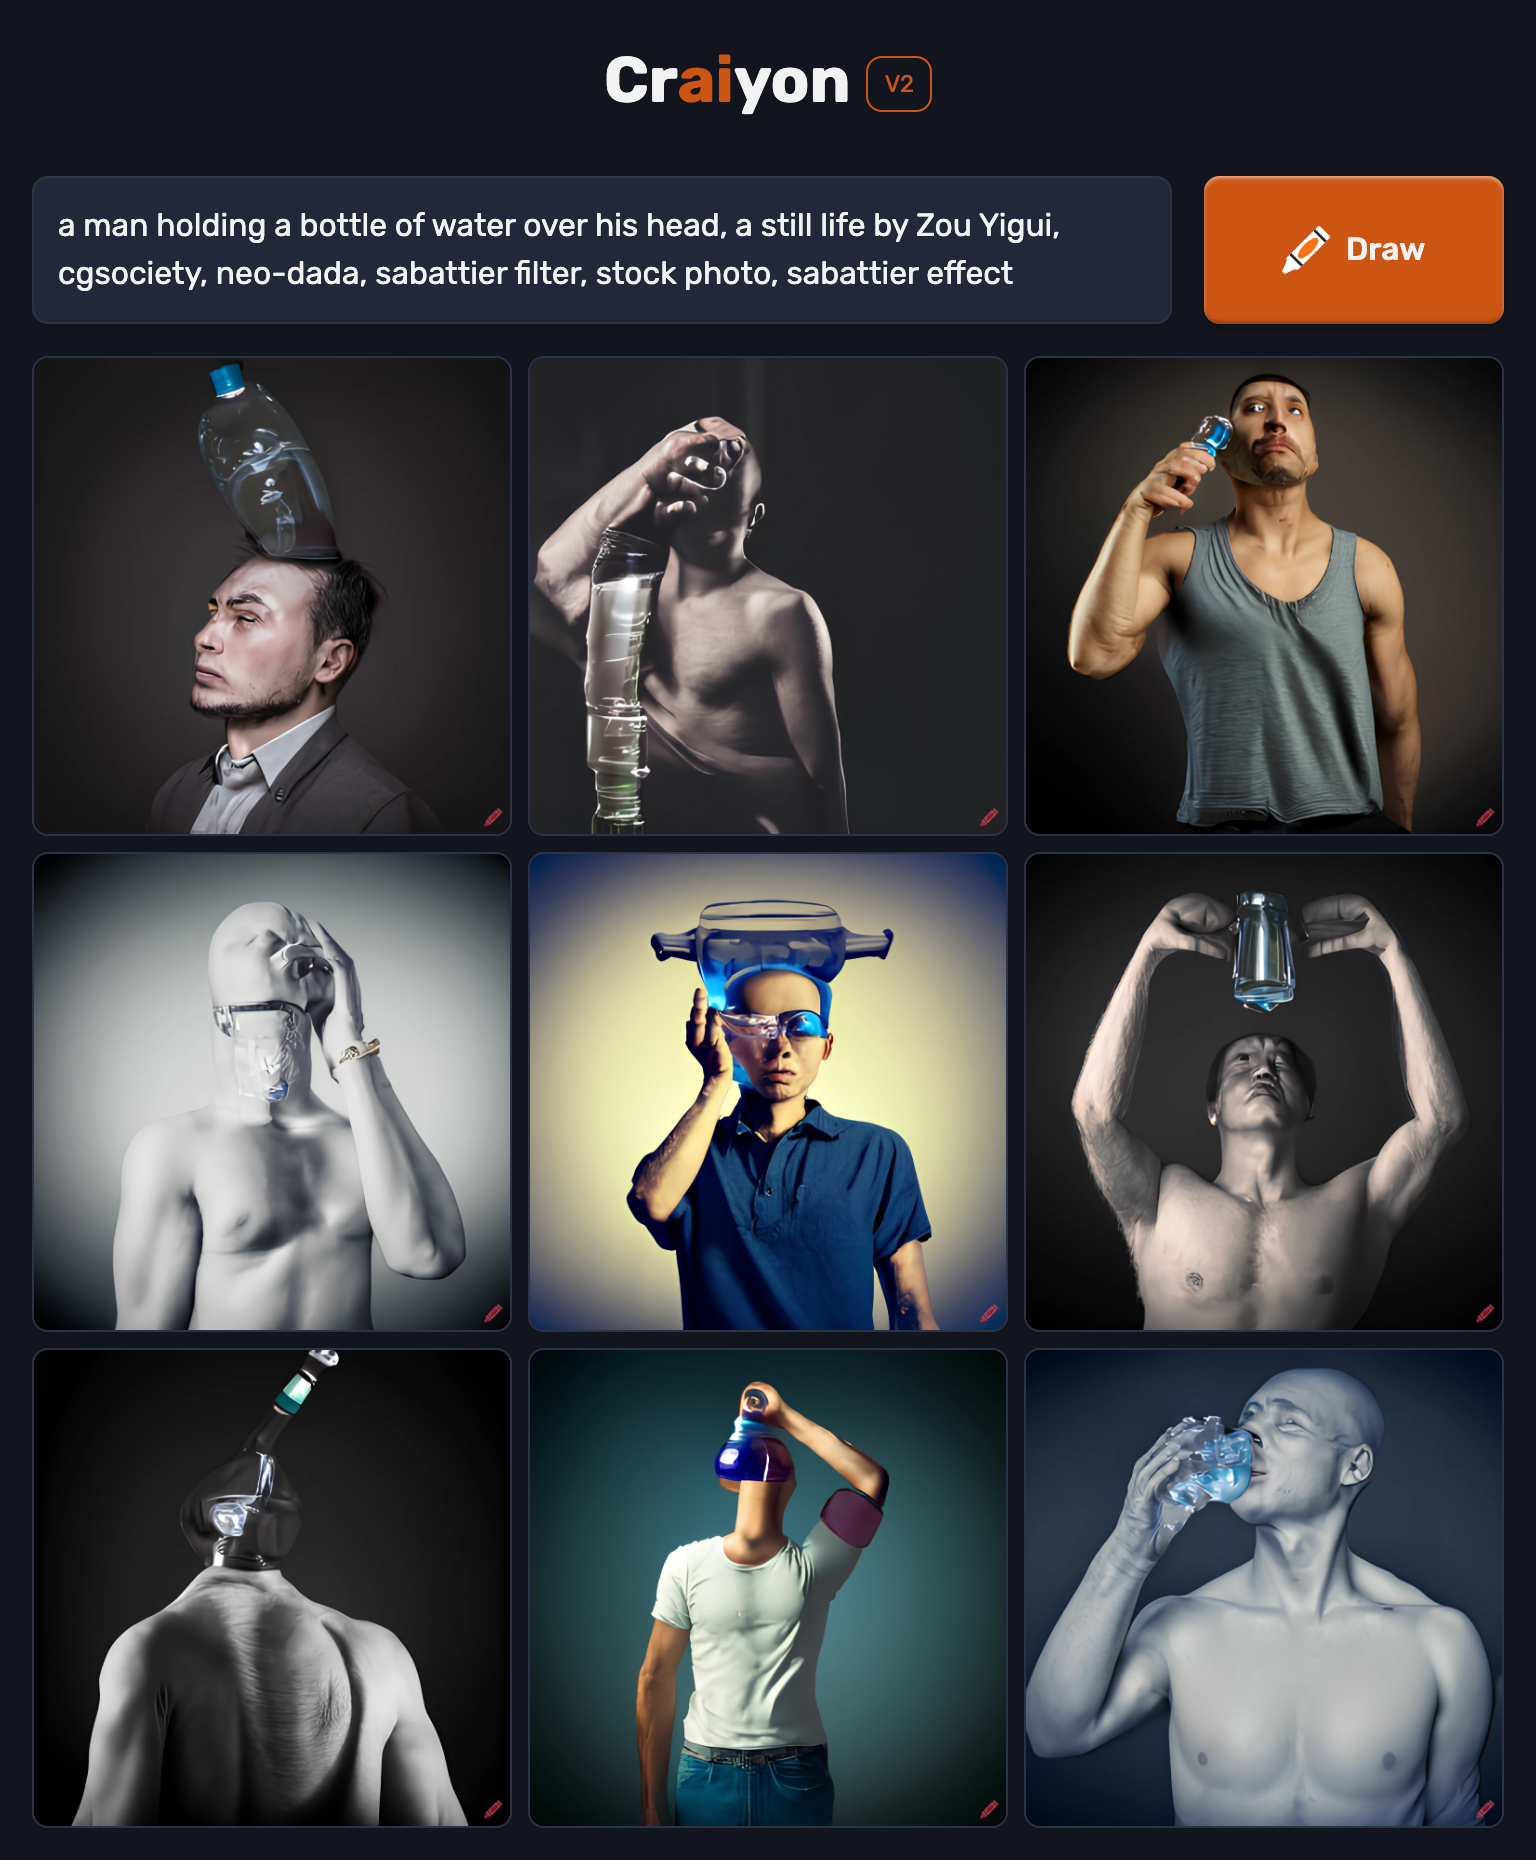 Craiyon V2
a man holding a bottle of water over his head, a still life by Zou Yigui,
cgsociety, neo-dada, sabattier filter, stock photo, sabattier effect
Draw